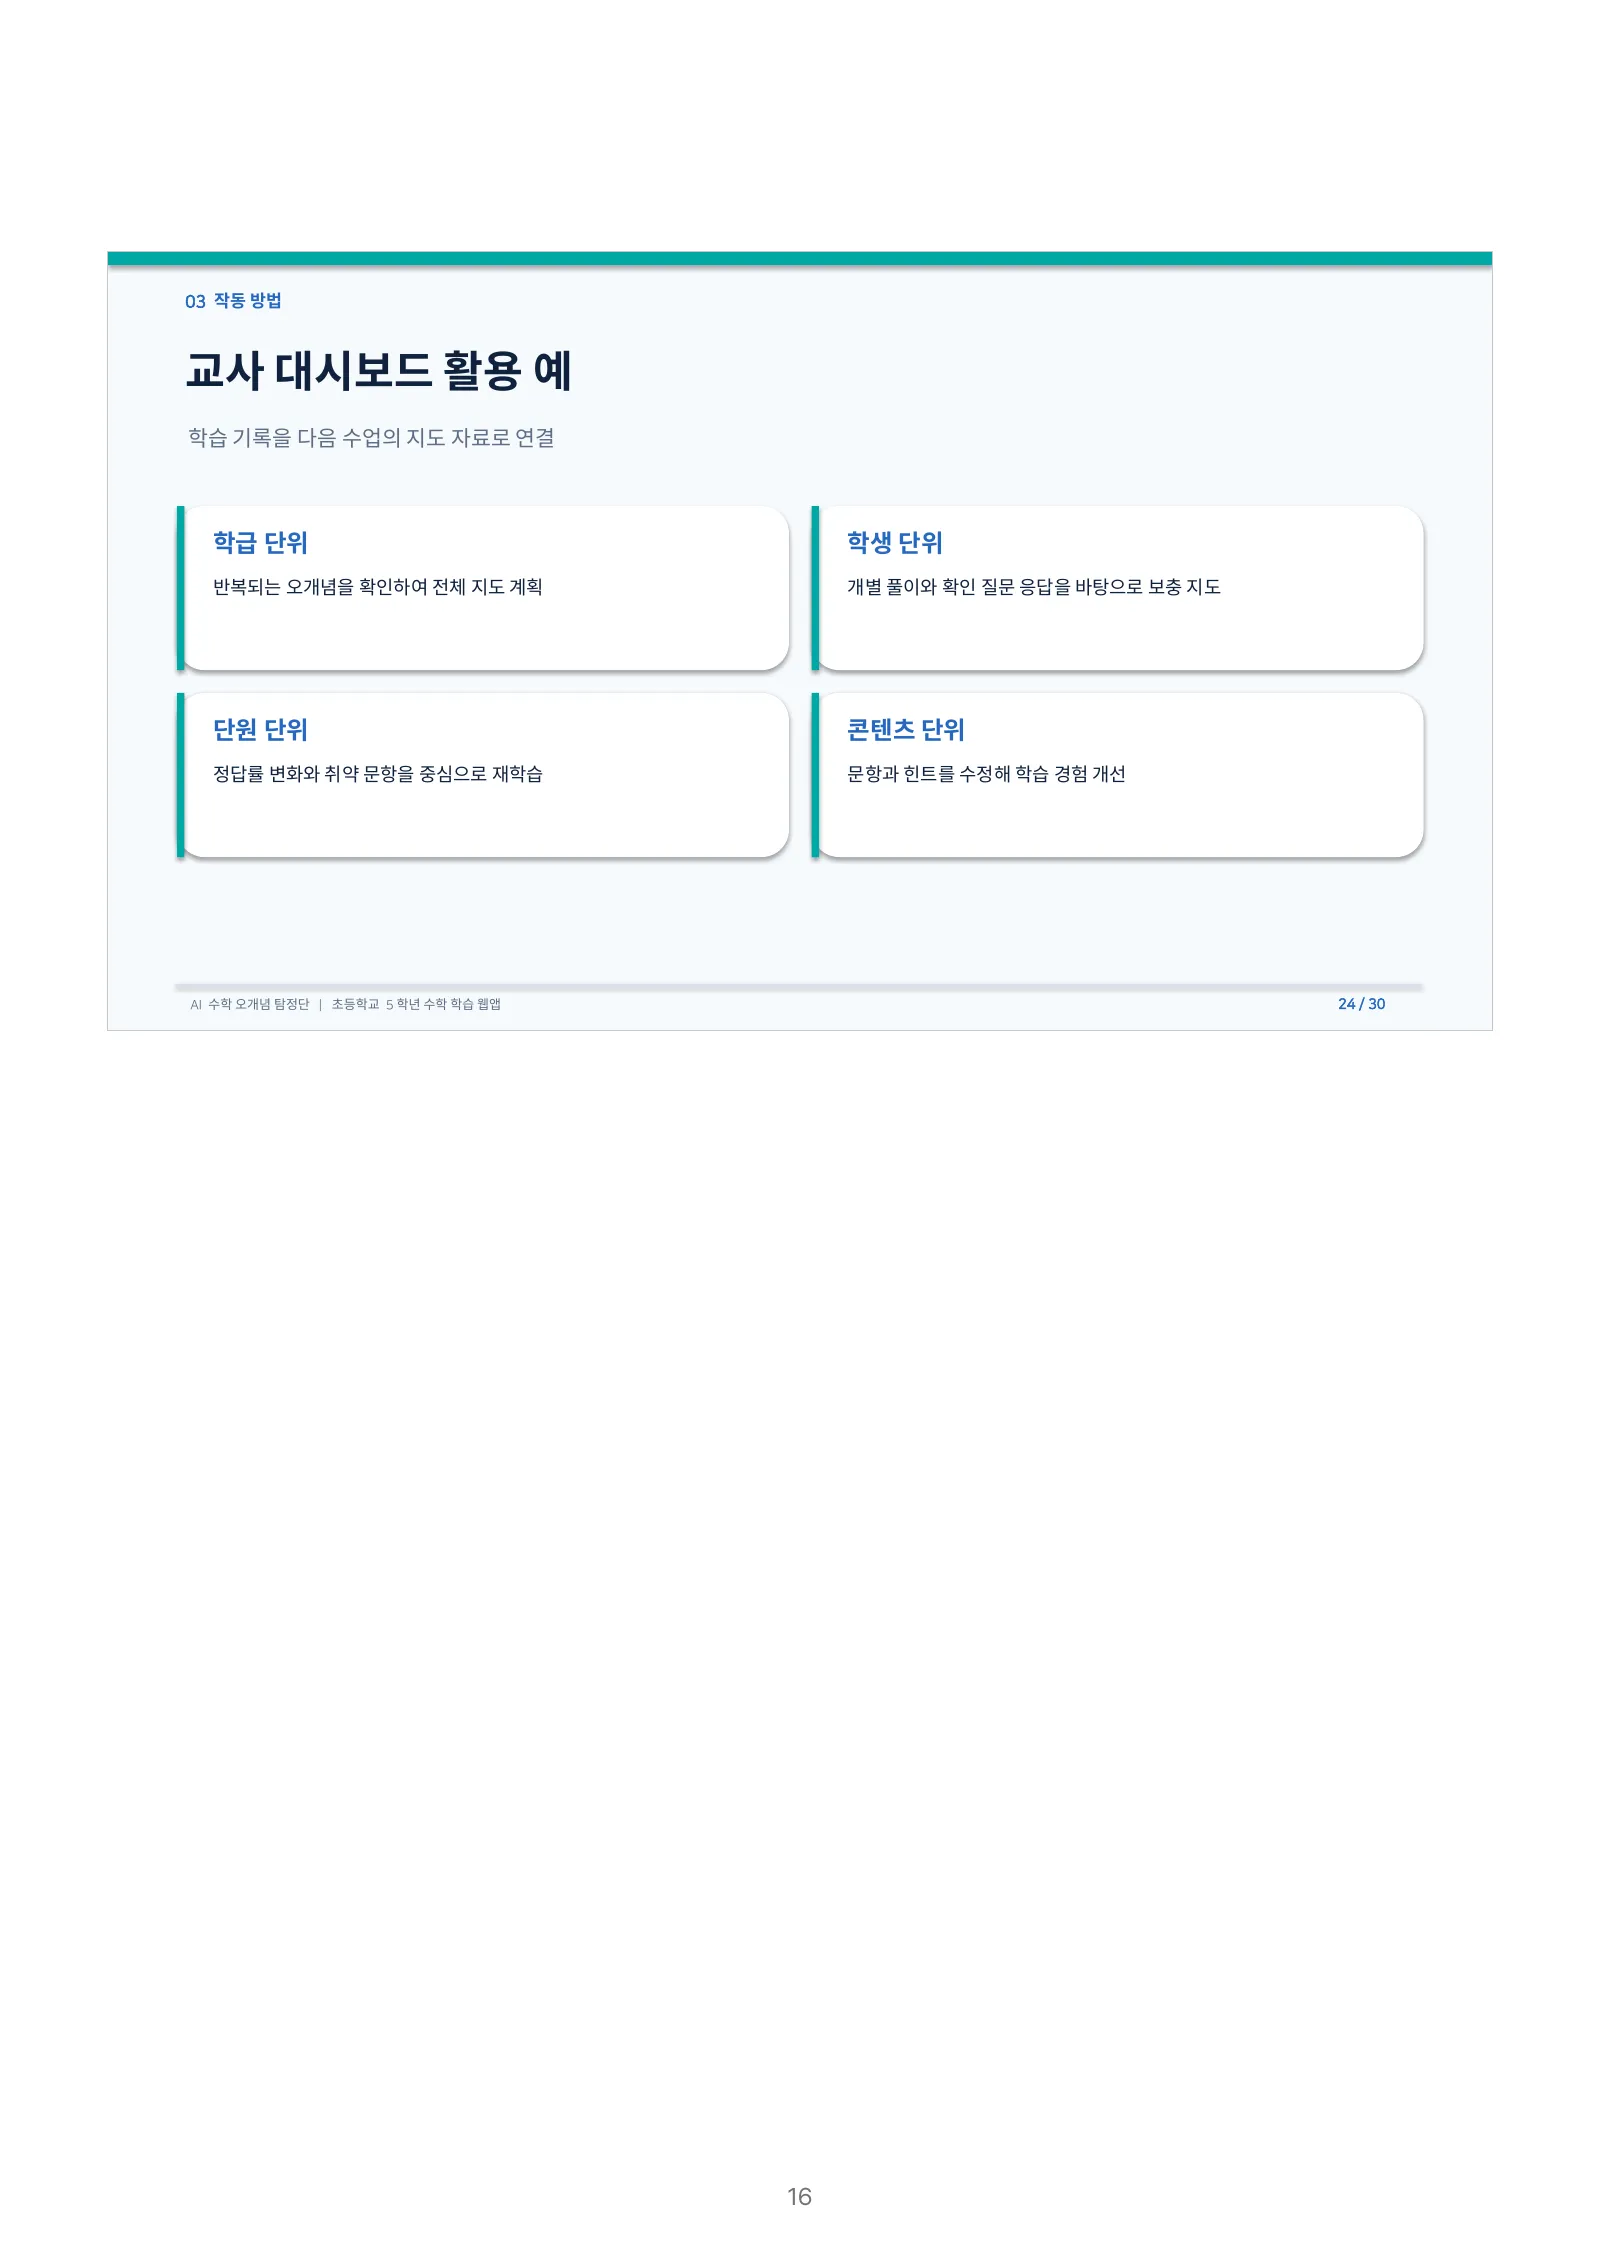 03 작동 방법
교사 대시보드 활용 예
학습 기록을 다음 수업의 지도 자료로 연결
학급 단위
반복되는 오개념을 확인하여 전체 지도 계획
학생 단위
개별 풀이와 확인 질문 응답을 바탕으로 보충 지도
단원 단위
정답률 변화와 취약 문항을 중심으로 재학습
콘텐츠 단위
문항과 힌트를 수정해 학습 경험 개선
AI 수학 오개념 탐정단 | 초등학교 5학년 수학 학습 웹앱
24 / 30
16